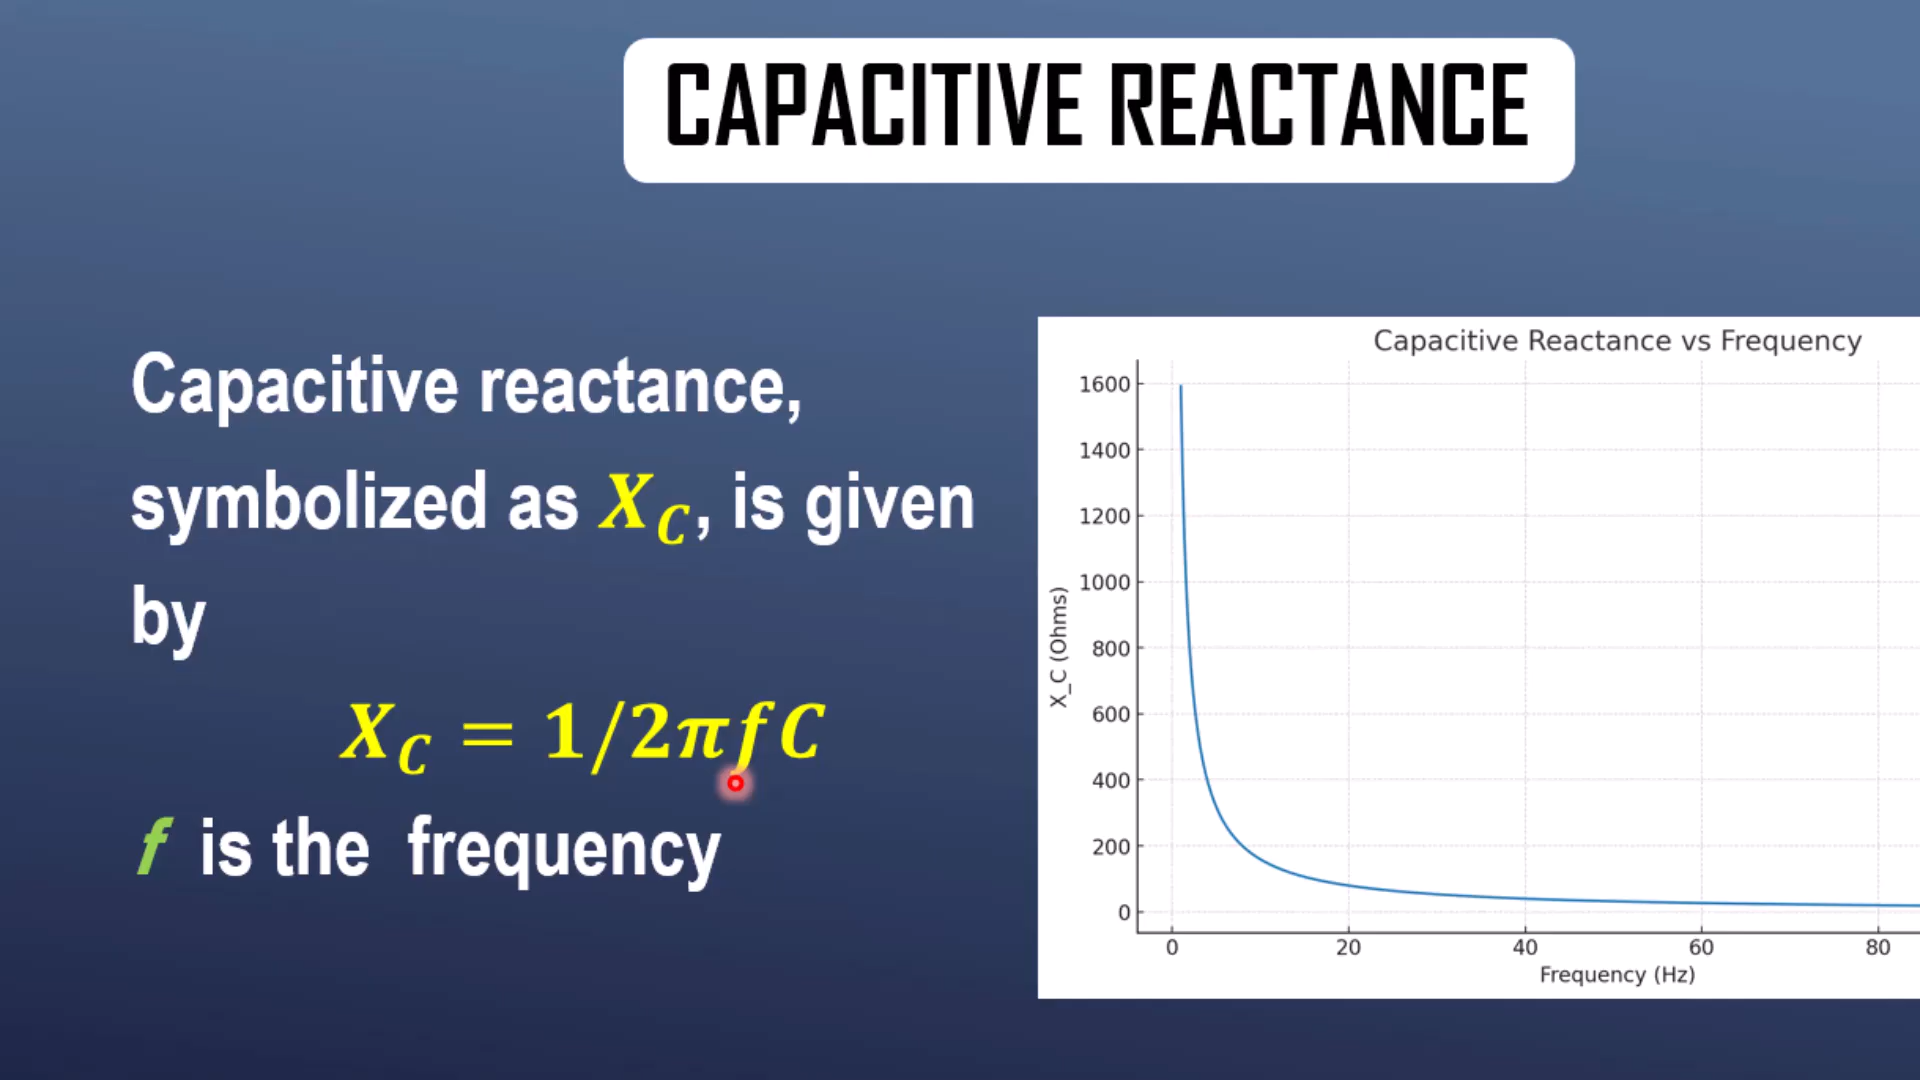 CAPACITIVE REACTANCE
Capacitive reactance,
symbolized as X_C, is given
by
X_C = 1/2πfC
f is the frequency
Capacitive Reactance vs Frequency
1600
1400
1200
1000
800
600
400
200
0
X_C (Ohms)
0 20 40 60 80
Frequency (Hz)